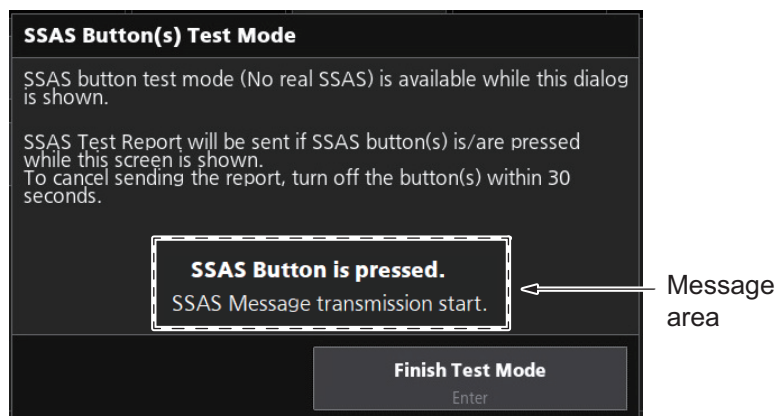 SSAS Button(s) Test Mode
SSAS button test mode (No real SSAS) is available while this dialog
is shown.
SSAS Test Report will be sent if SSAS button(s) is/are pressed
while this screen is shown.
To cancel sending the report, turn off the button(s) within 30
seconds.
SSAS Button is pressed.
SSAS Message transmission start.
Message
area
Finish Test Mode
Enter